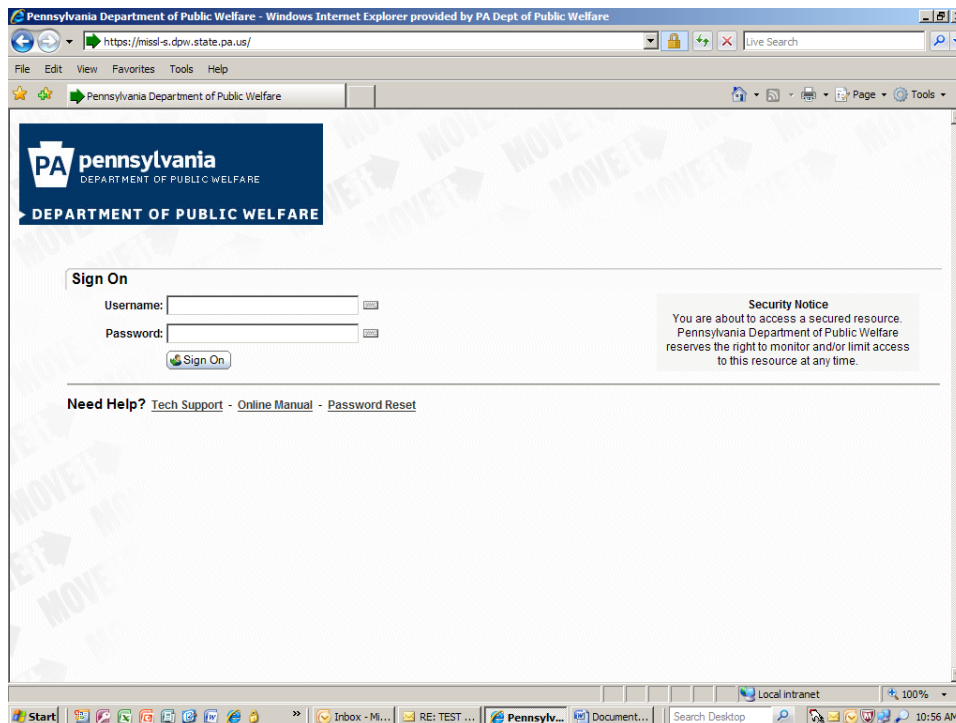 Pennsylvania Department of Public Welfare - Windows Internet Explorer provided by PA Dept of Public Welfare
https://missl-s.dpw.state.pa.us/
Live Search
File Edit View Favorites Tools Help
Pennsylvania Department of Public Welfare
Page Tools
PA pennsylvania
DEPARTMENT OF PUBLIC WELFARE
DEPARTMENT OF PUBLIC WELFARE
Sign On
Username:
Password:
Sign On
Security Notice
You are about to access a secured resource.
Pennsylvania Department of Public Welfare
reserves the right to monitor and/or limit access
to this resource at any time.
Need Help? Tech Support - Online Manual - Password Reset
MOVE IT
Local intranet 100%
Start Inbox - Mi... RE: TEST ... Pennsylv... Document... Search Desktop 10:56 AM